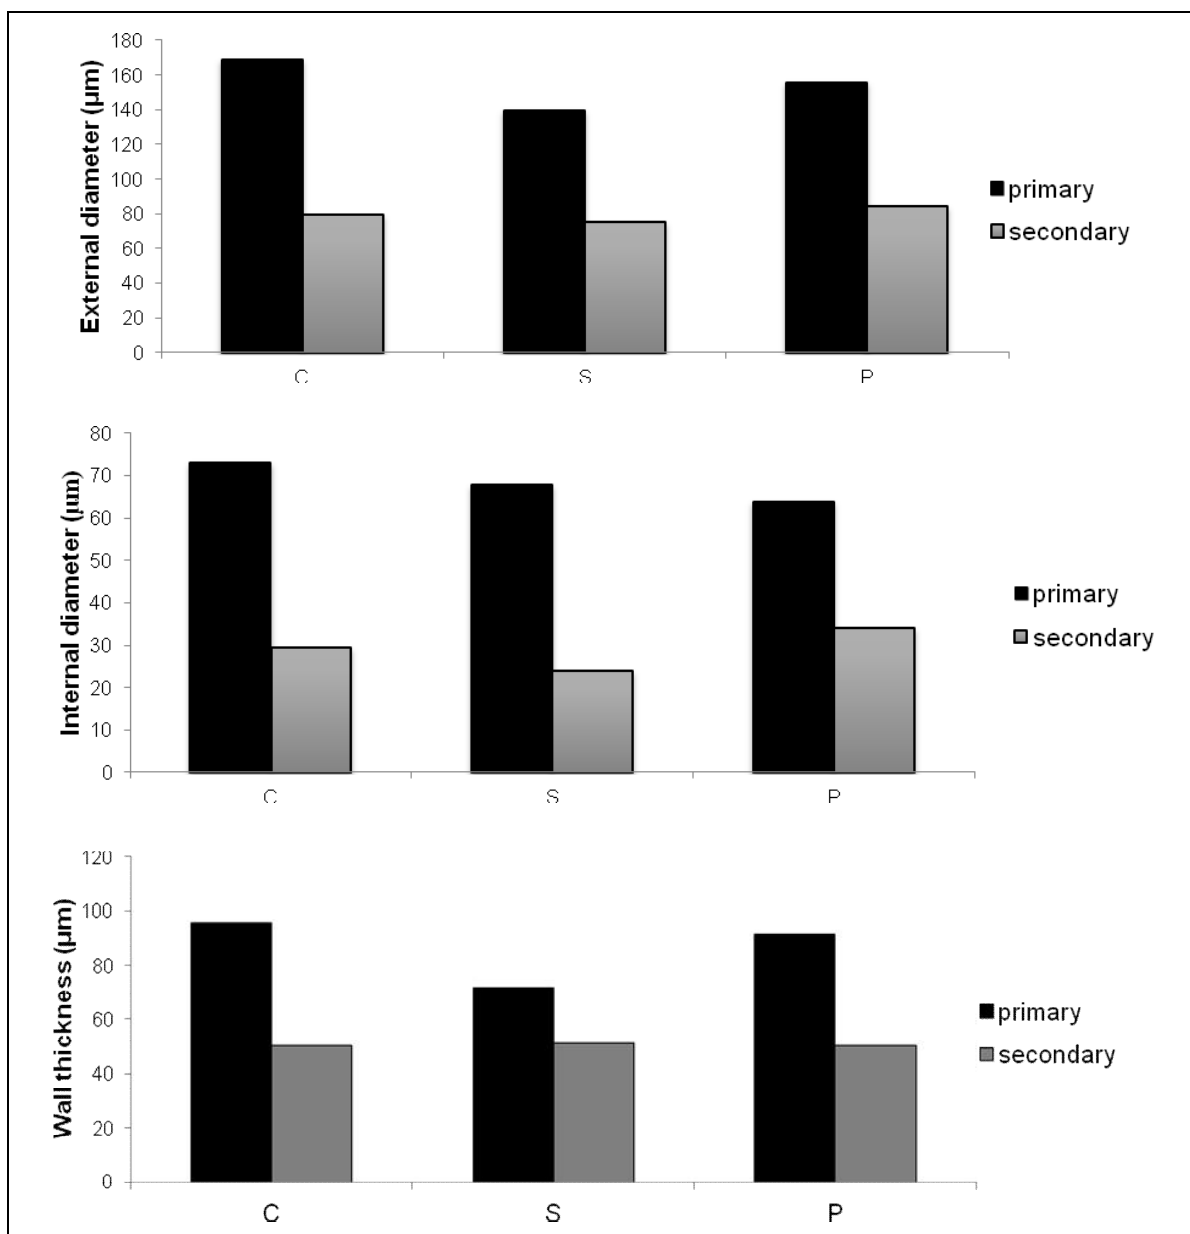 External diameter (µm)
180
160
140
120
100
80
60
40
20
0
C S P
primary
secondary
Internal diameter (µm)
80
70
60
50
40
30
20
10
0
C S P
primary
secondary
Wall thickness (µm)
120
100
80
60
40
20
0
C S P
primary
secondary